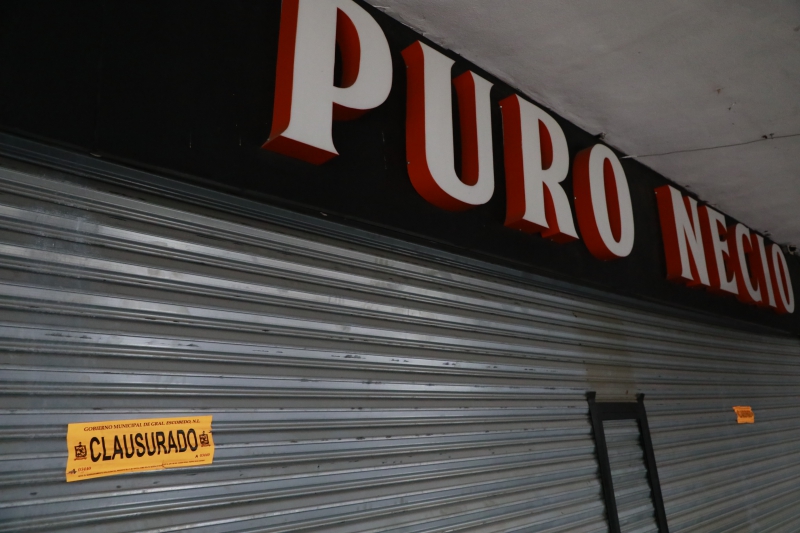 PURO NECIO
GOBIERNO MUNICIPAL DE GRAL. ESCOBEDO, N.L.
CLAUSURADO